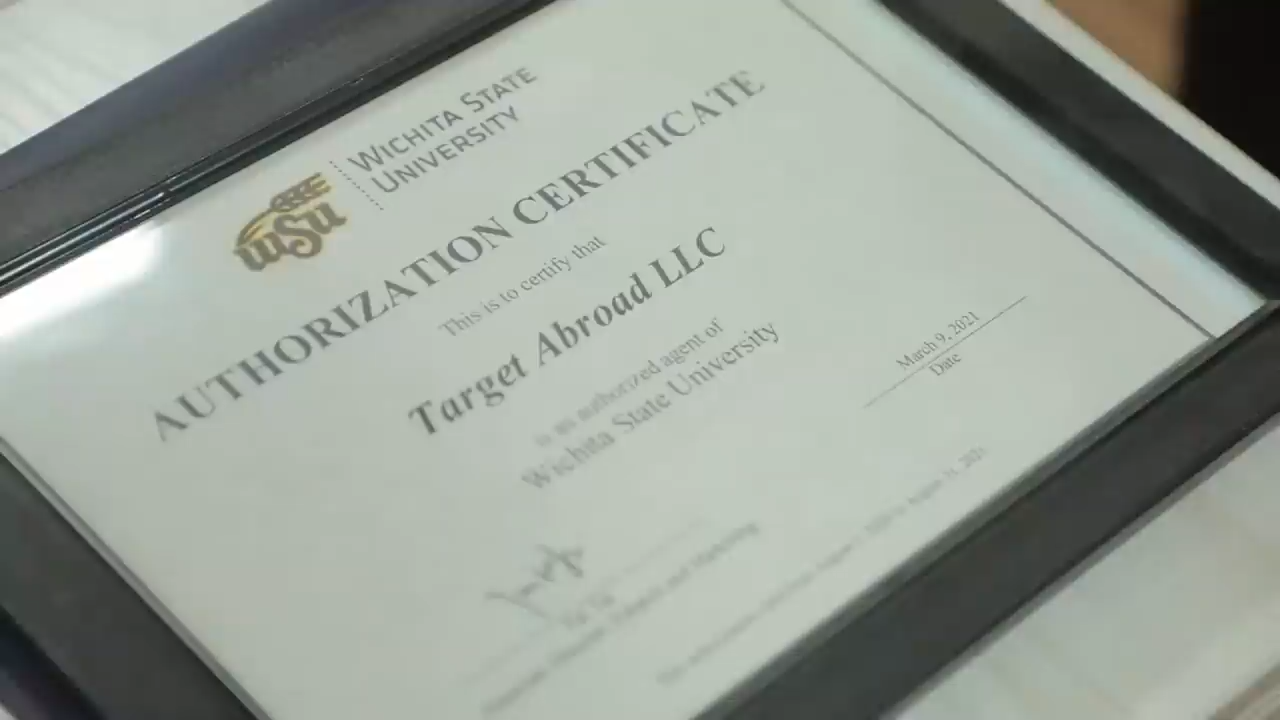 WSU
WICHITA STATE
UNIVERSITY
AUTHORIZATION CERTIFICATE
This is to certify that
Target Abroad LLC
is an authorized agent of
Wichita State University
March 9, 2021
Date